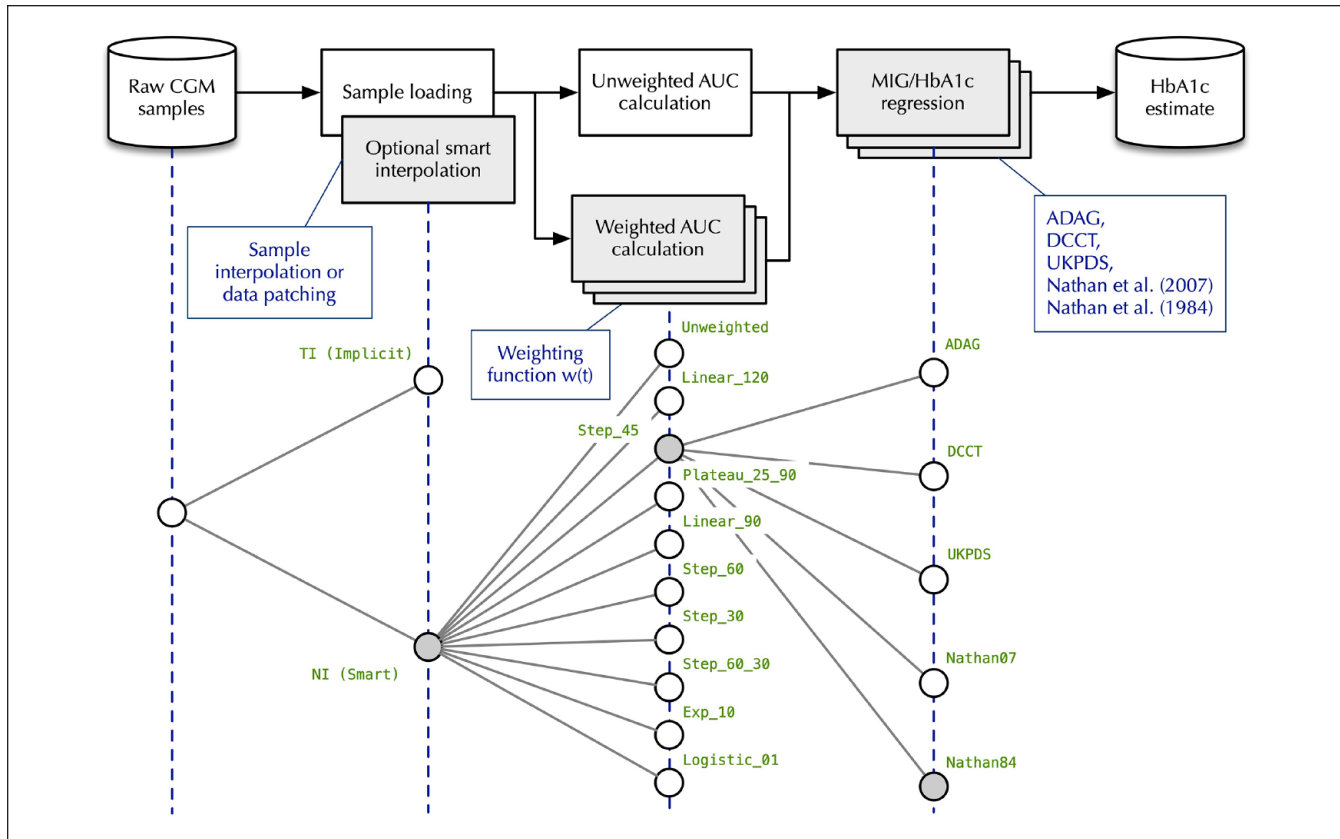 Raw CGM
samples
Sample loading
Optional smart
interpolation
Unweighted AUC
calculation
Weighted AUC
calculation
MIG/HbA1c
regression
HbA1c
estimate
Sample
interpolation or
data patching
Weighting
function w(t)
ADAG,
DCCT,
UKPDS,
Nathan et al. (2007)
Nathan et al. (1984)
TI (Implicit)
NI (Smart)
Unweighted
Linear_120
Step_45
Plateau_25_90
Linear_90
Step_60
Step_30
Step_60_30
Exp_10
Logistic_01
ADAG
DCCT
UKPDS
Nathan07
Nathan84